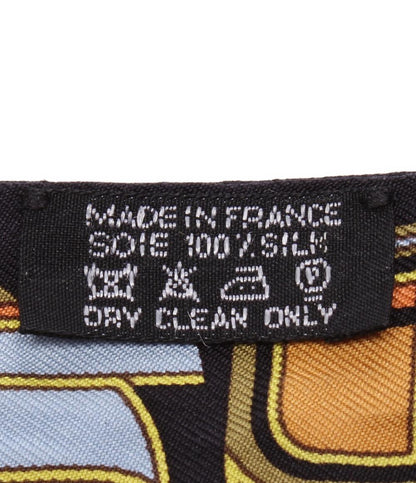 MADE IN FRANCE
SOIE 100% SILK
P
DRY CLEAN ONLY